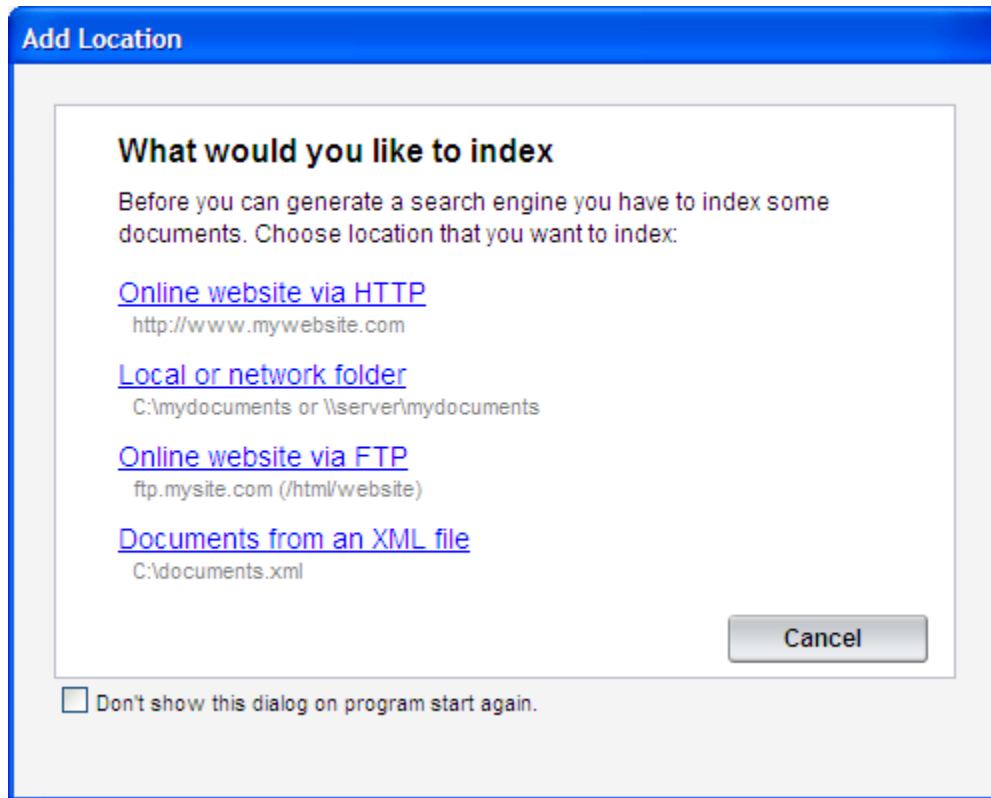 Add Location
What would you like to index
Before you can generate a search engine you have to index some
documents. Choose location that you want to index:
Online website via HTTP
http://www.mywebsite.com
Local or network folder
C:\mydocuments or \\server\mydocuments
Online website via FTP
ftp.mysite.com (/html/website)
Documents from an XML file
C:\documents.xml
Cancel
Don't show this dialog on program start again.